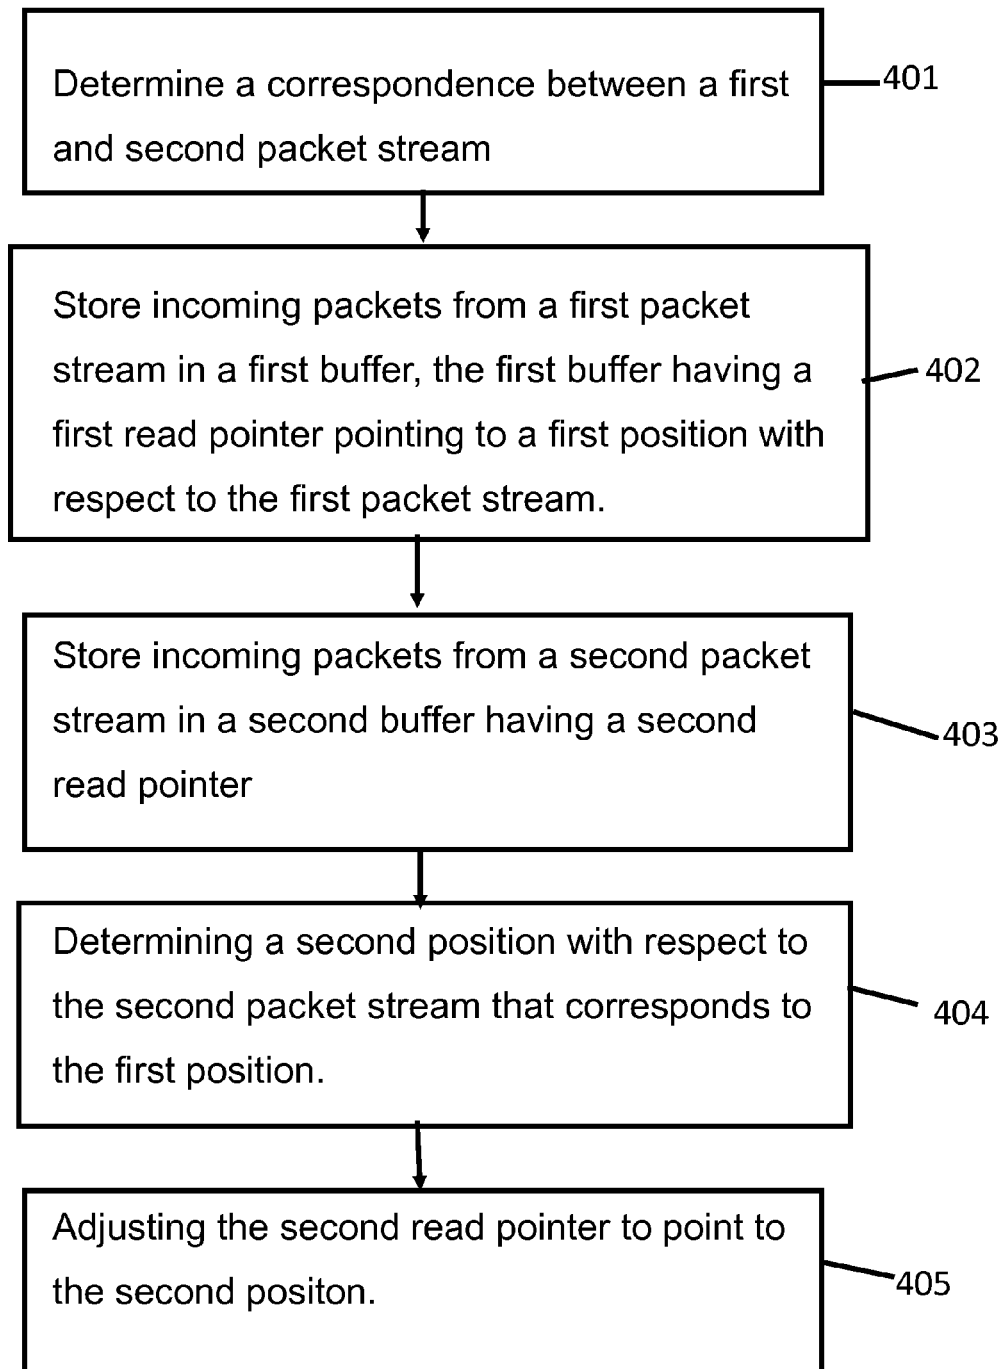 Determine a correspondence between a first
and second packet stream
401
Store incoming packets from a first packet
stream in a first buffer, the first buffer having a
first read pointer pointing to a first position with
respect to the first packet stream.
402
Store incoming packets from a second packet
stream in a second buffer having a second
read pointer
403
Determining a second position with respect to
the second packet stream that corresponds to
the first position.
404
Adjusting the second read pointer to point to
the second positon.
405